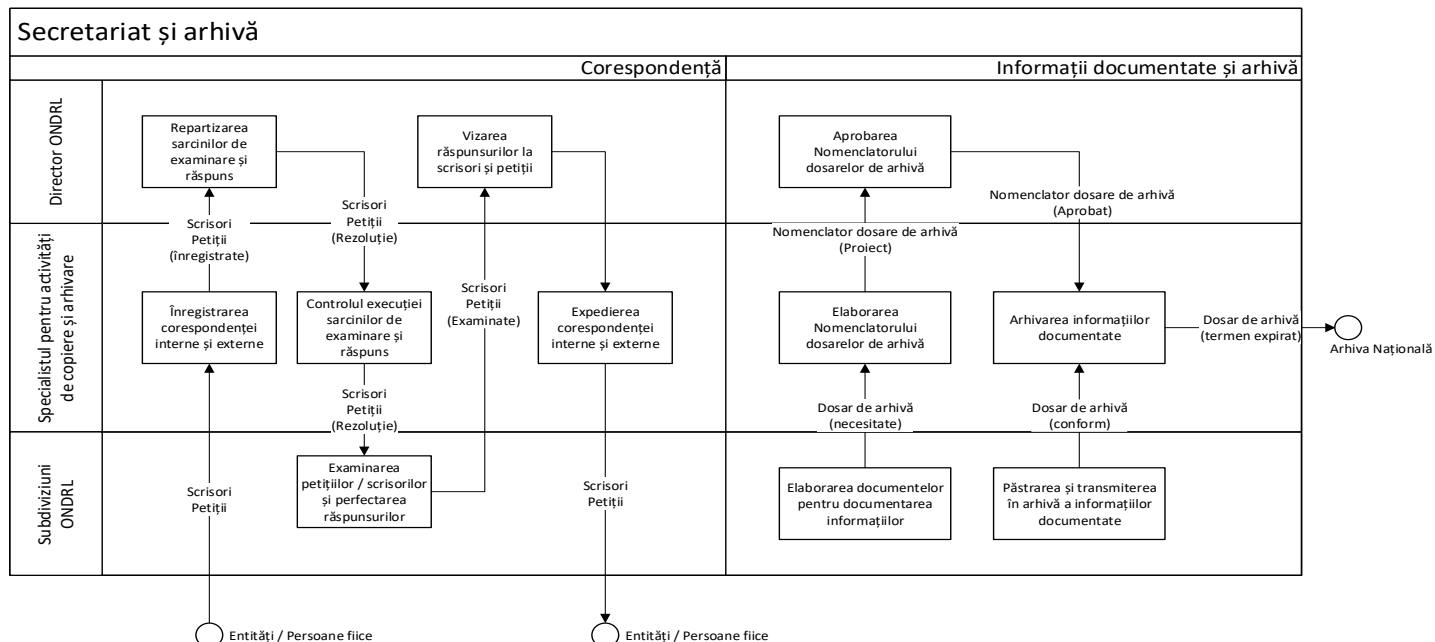 Secretariat și arhivă
Corespondență
Informații documentate și arhivă
Director ONDRL
Repartizarea
sarcinilor de
examinare și
răspuns
Vizarea
răspunsurilor la
scrisori și petiții
Aprobarea
Nomenclatorului
dosarelor de arhivă
Scrisori
Petiții
(înregistrate)
Scrisori
Petiții
(Rezoluție)
Nomenclator dosare de arhivă
(Aprobat)
Nomenclator dosare de arhivă
(Proiect)
Specialistul pentru activități
de copiere și arhivare
Înregistrarea
corespondenței
interne și externe
Controlul execuției
sarcinilor de
examinare și
răspuns
Scrisori
Petiții
(Examinate)
Expedierea
corespondenței
interne și externe
Elaborarea
Nomenclatorului
dosarelor de arhivă
Arhivarea informațiilor
documentate
Dosar de arhivă
(termen expirat)
Arhiva Națională
Scrisori
Petiții
(Rezoluție)
Dosar de arhivă
(necesitate)
Dosar de arhivă
(conform)
Subdiviziuni
ONDRL
Scrisori
Petiții
Examinarea
petițiilor / scrisorilor
și perfectarea
răspunsurilor
Scrisori
Petiții
Elaborarea documentelor
pentru documentarea
informațiilor
Păstrarea și transmiterea
în arhivă a informațiilor
documentate
Entități / Persoane fiice
Entități / Persoane fiice